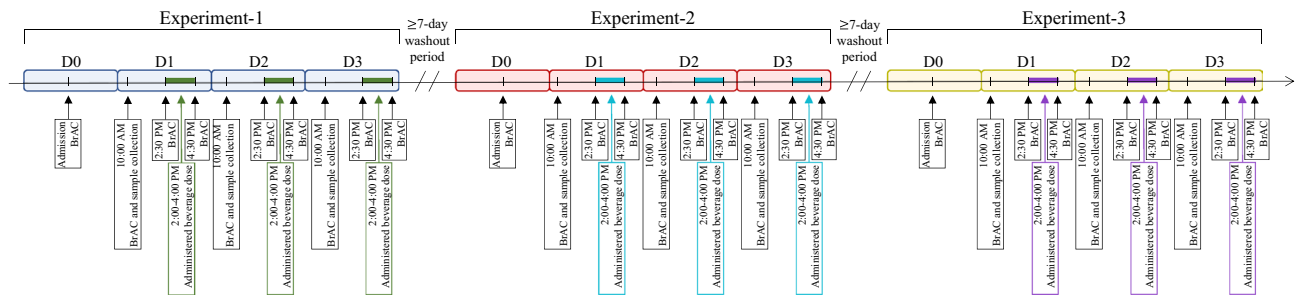 Experiment-1
≥7-day
washout
period
Experiment-2
≥7-day
washout
period
Experiment-3
D0
D1
D2
D3
D0
D1
D2
D3
D0
D1
D2
D3
Admission
BrAC
10:00 AM
BrAC and sample collection
2:30 PM
BrAC
2:00-4:00 PM
Administered beverage dose
4:30 PM
BrAC
10:00 AM
BrAC and sample collection
2:30 PM
BrAC
2:00-4:00 PM
Administered beverage dose
4:30 PM
BrAC
10:00 AM
BrAC and sample collection
2:30 PM
BrAC
2:00-4:00 PM
Administered beverage dose
4:30 PM
BrAC
Admission
BrAC
10:00 AM
BrAC and sample collection
2:30 PM
BrAC
2:00-4:00 PM
Administered beverage dose
4:30 PM
BrAC
10:00 AM
BrAC and sample collection
2:30 PM
BrAC
2:00-4:00 PM
Administered beverage dose
4:30 PM
BrAC
10:00 AM
BrAC and sample collection
2:30 PM
BrAC
2:00-4:00 PM
Administered beverage dose
4:30 PM
BrAC
Admission
BrAC
10:00 AM
BrAC and sample collection
2:30 PM
BrAC
2:00-4:00 PM
Administered beverage dose
4:30 PM
BrAC
10:00 AM
BrAC and sample collection
2:30 PM
BrAC
2:00-4:00 PM
Administered beverage dose
4:30 PM
BrAC
10:00 AM
BrAC and sample collection
2:30 PM
BrAC
2:00-4:00 PM
Administered beverage dose
4:30 PM
BrAC